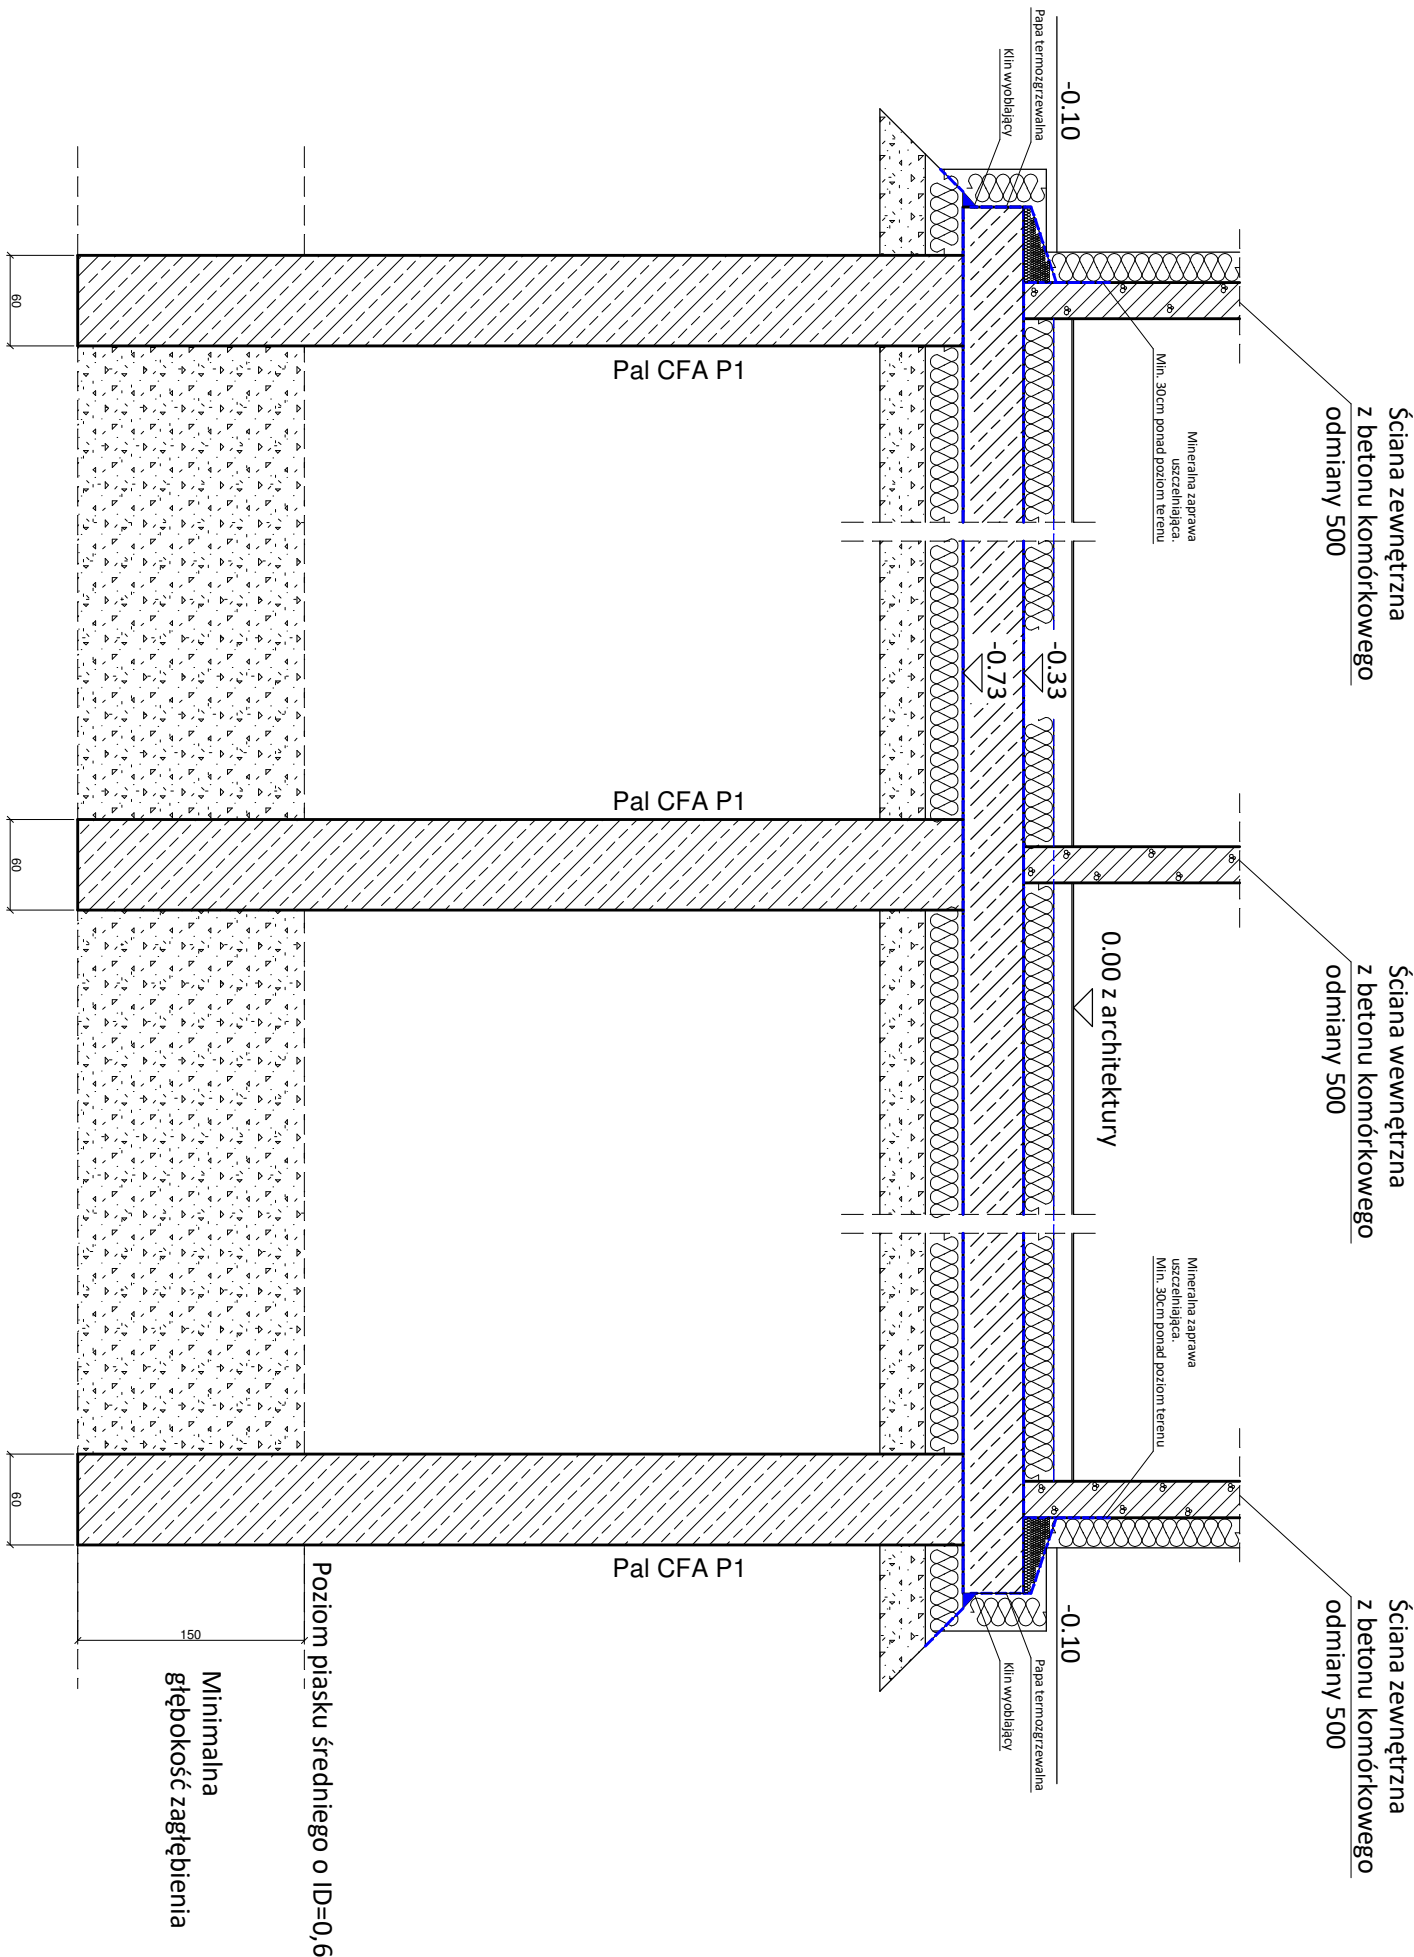 Ściana zewnętrzna
z betonu komórkowego
odmiany 500
Ściana wewnętrzna
z betonu komórkowego
odmiany 500
Ściana zewnętrzna
z betonu komórkowego
odmiany 500
Mineralna zaprawa
uszczelniająca.
Min. 30cm ponad poziom terenu
Mineralna zaprawa
uszczelniająca.
Min. 30cm ponad poziom terenu
0.00 z architektury
-0.10
-0.10
Papa termozgrzewalna
Klin wyoblający
-0.33
-0.73
Papa termozgrzewalna
Klin wyoblający
Pal CFA P1
Pal CFA P1
Pal CFA P1
Poziom piasku średniego o ID=0,6
150
Minimalna
głębokość zagłębienia
60
60
60